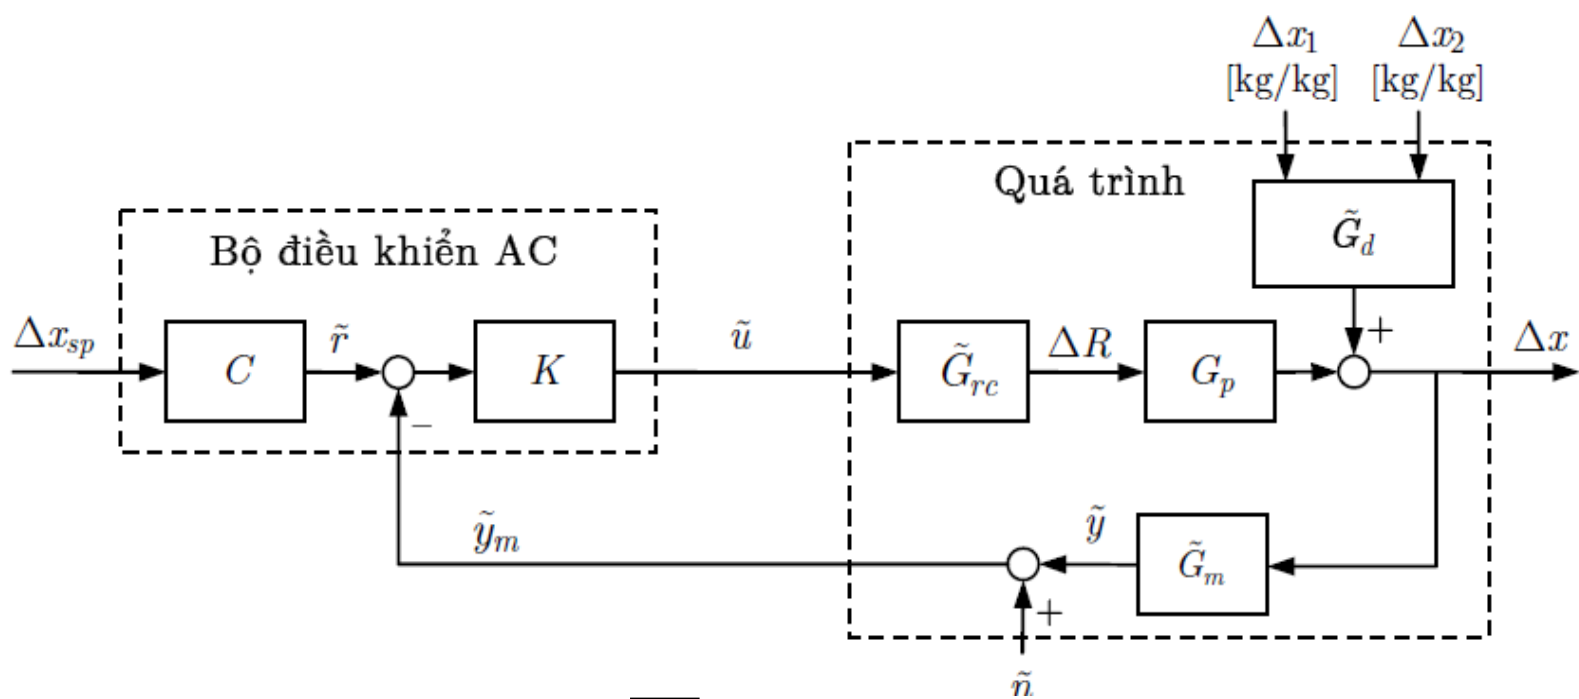 Δx₁ Δx₂
[kg/kg] [kg/kg]
Quá trình
G̃_d
Bộ điều khiển AC
+
Δx_sp C r̃ K ũ G̃_rc ΔR G_p Δx
−
ỹ_m ỹ G̃_m
+
ñ